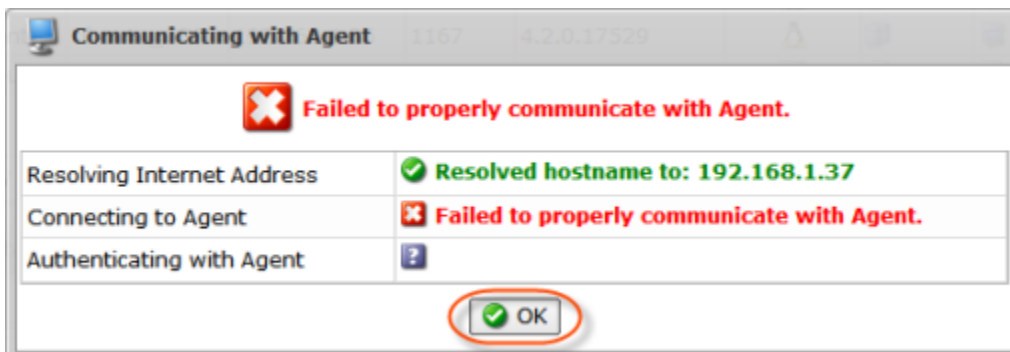 Communicating with Agent 1167 4.2.0.17529
Failed to properly communicate with Agent.
Resolving Internet Address Resolved hostname to: 192.168.1.37
Connecting to Agent Failed to properly communicate with Agent.
Authenticating with Agent ?
OK